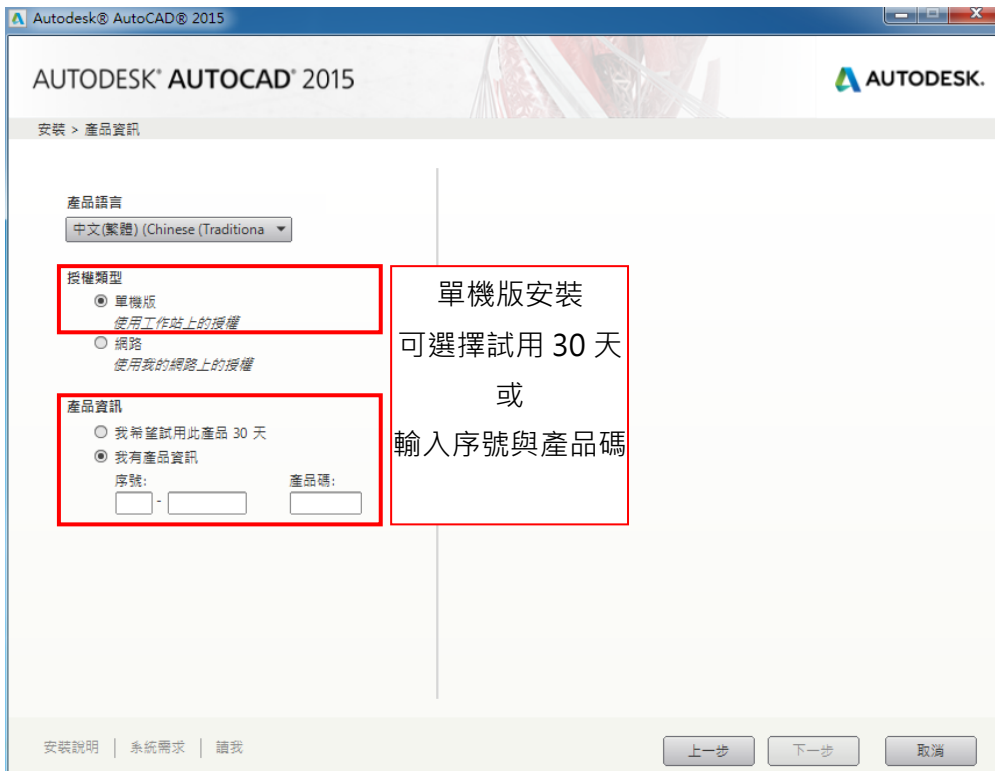 Autodesk® AutoCAD® 2015
AUTODESK® AUTOCAD® 2015
AUTODESK.
安裝 > 產品資訊
產品語言
中文(繁體) (Chinese (Traditiona
授權類型
單機版
使用工作站上的授權
網路
使用我的網路上的授權
單機版安裝
可選擇試用 30 天
或
輸入序號與產品碼
產品資訊
我希望試用此產品 30 天
我有產品資訊
序號:
產品碼:
-
安裝說明 | 系統需求 | 讀我
上一步
下一步
取消